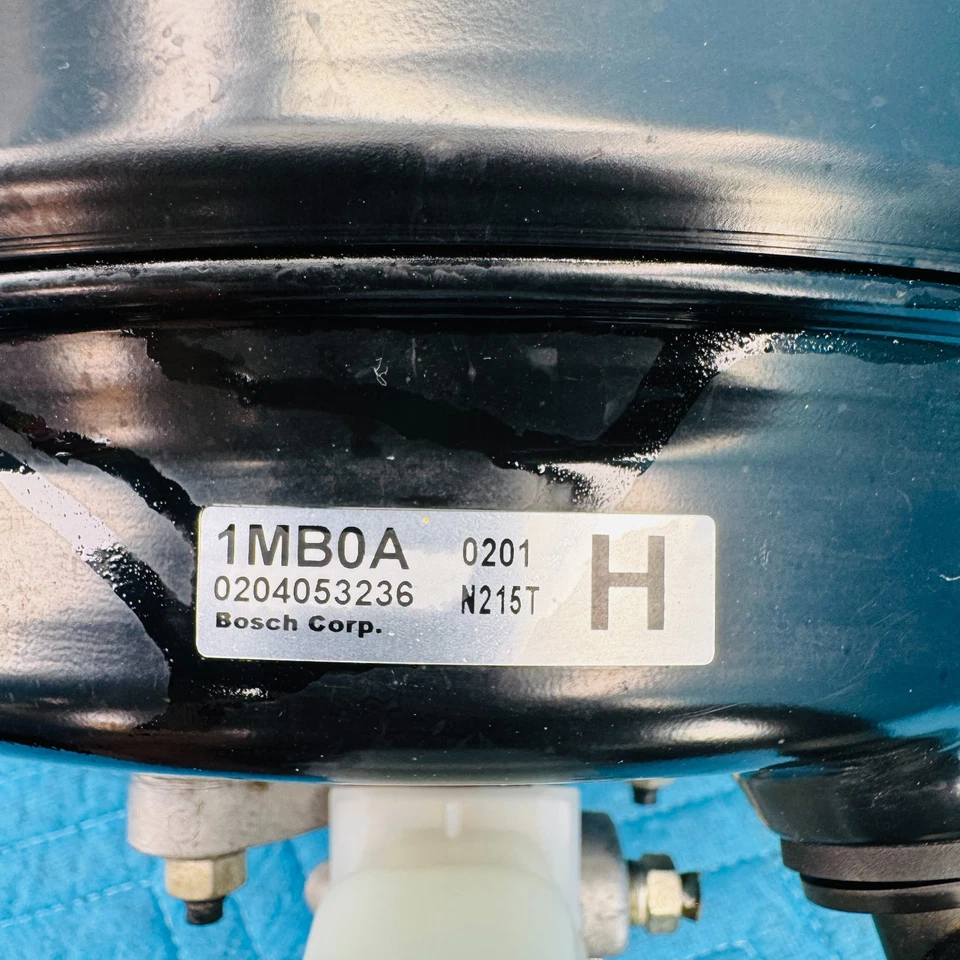 1MB0A 0201 H
0204053236 N215T
Bosch Corp.